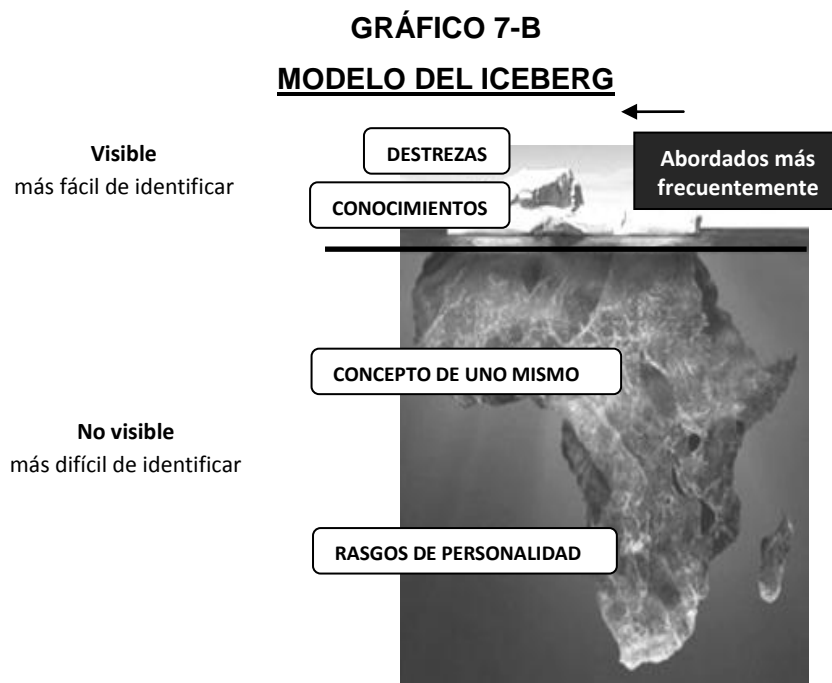 GRÁFICO 7-B
MODELO DEL ICEBERG
Visible
más fácil de identificar
DESTREZAS
CONOCIMIENTOS
Abordados más
frecuentemente
CONCEPTO DE UNO MISMO
No visible
más difícil de identificar
RASGOS DE PERSONALIDAD